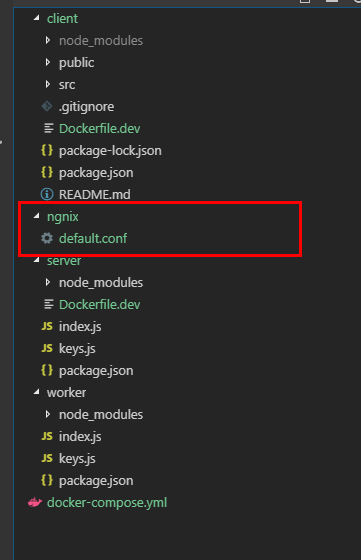 client
node_modules
public
src
.gitignore
Dockerfile.dev
{ } package-lock.json
{ } package.json
README.md
ngnix
default.conf
server
node_modules
Dockerfile.dev
JS index.js
JS keys.js
{ } package.json
worker
node_modules
JS index.js
JS keys.js
{ } package.json
docker-compose.yml